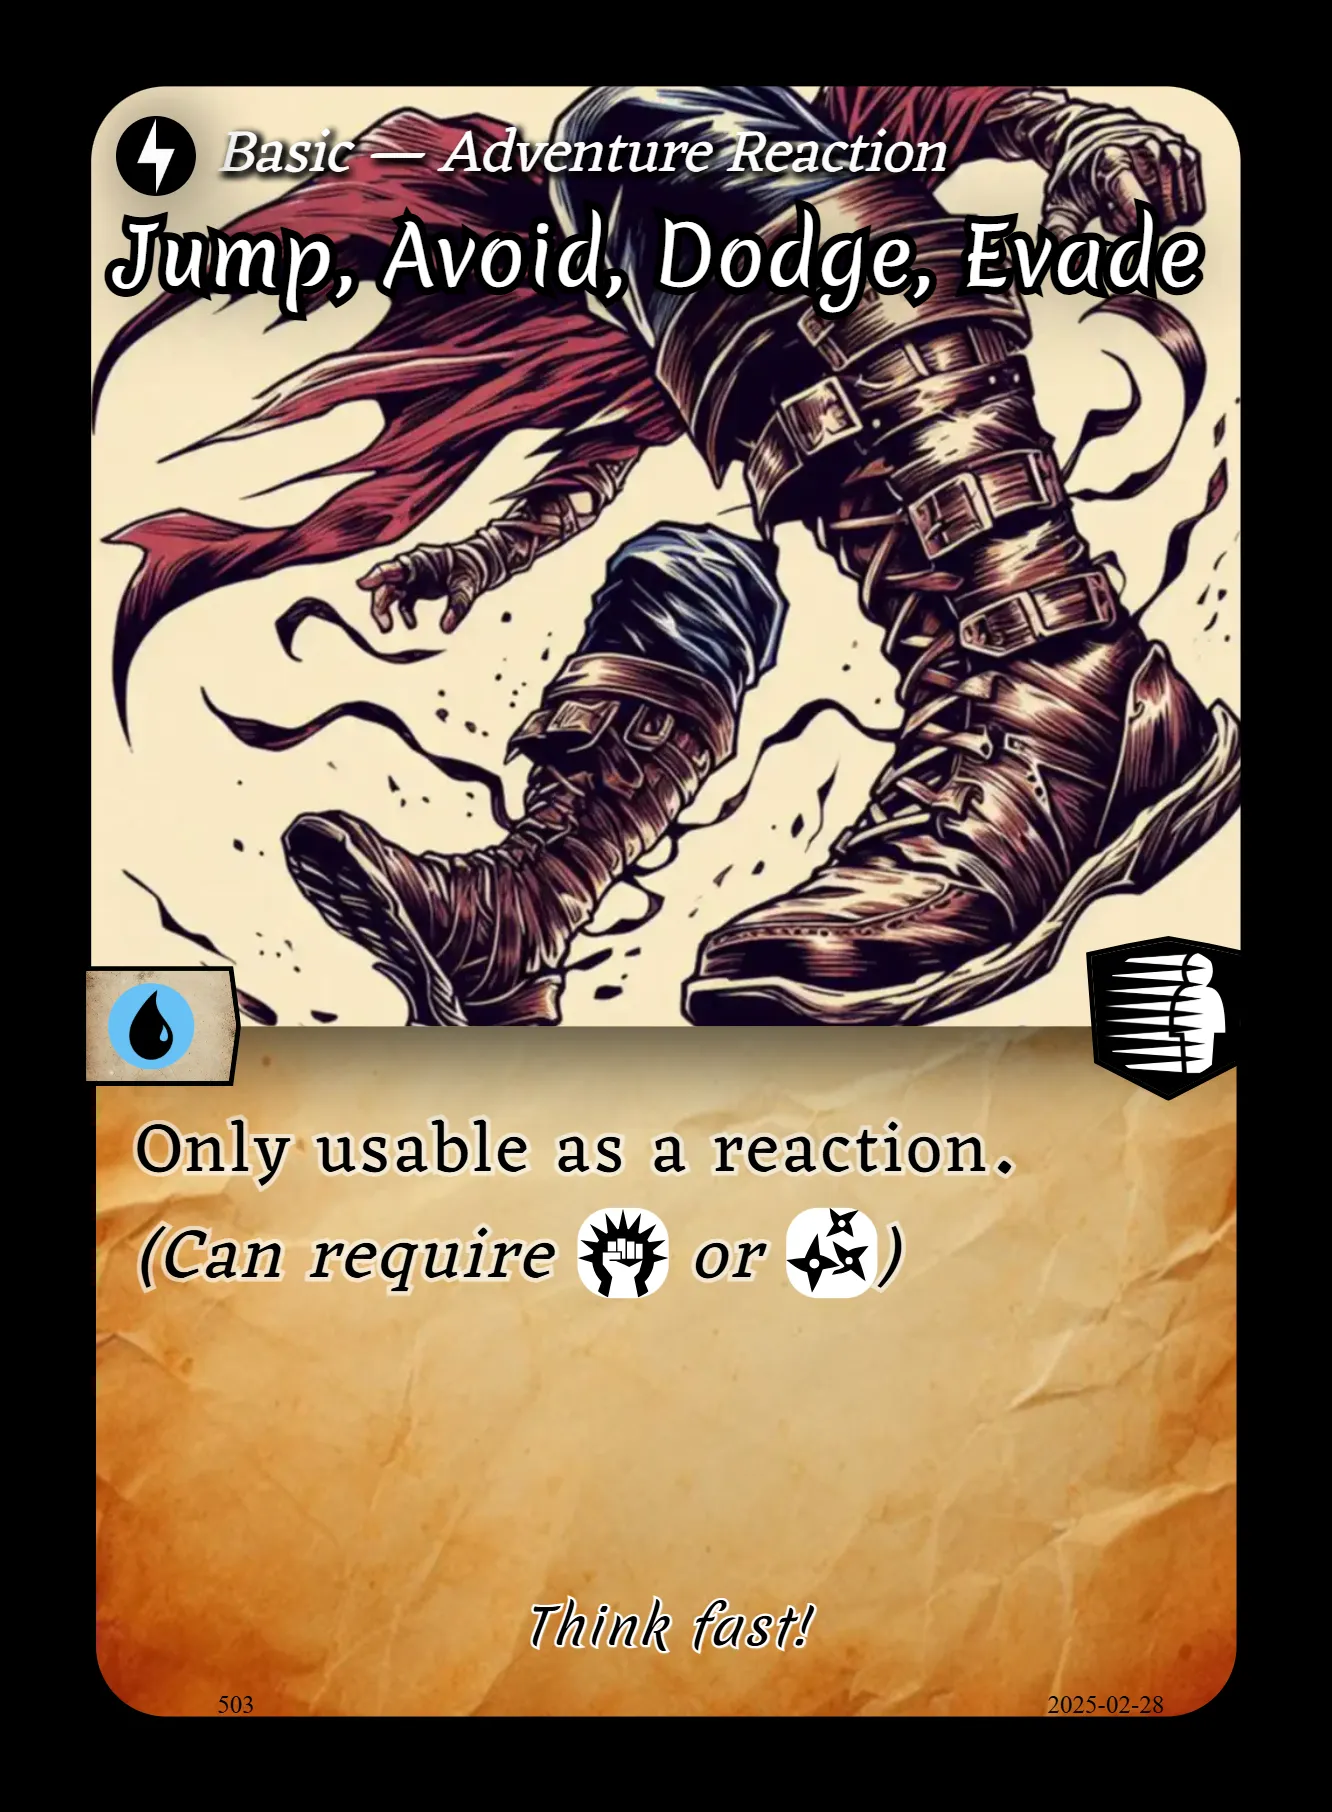 Basic — Adventure Reaction
Jump, Avoid, Dodge, Evade
Only usable as a reaction.
(Can require or )
Think fast!
503
2025-02-28